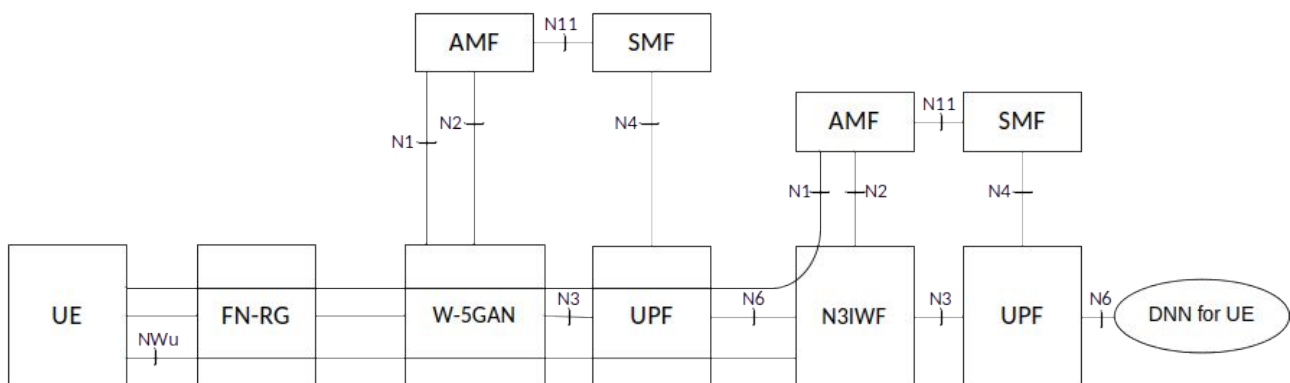 N11
AMF
SMF
N11
N2
N4
AMF
SMF
N1
N1
N2
N4
N3
N6
N3
N6
UE
FN-RG
W-5GAN
UPF
N3IWF
UPF
DNN for UE
NWu